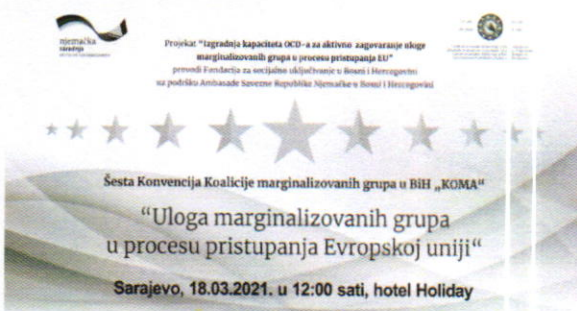 njemačka
saradnja
Projekat "Izgradnja kapaciteta OCD-a za aktivno zagovaranje uloge
marginalizovanih grupa u procesu pristupanja EU"
provodi Fondacija za socijalno uključivanje u Bosni i Hercegovini
uz podršku Ambasade Savezne Republike Njemačke u Bosni i Hercegovini
Šesta Konvencija Koalicije marginalizovanih grupa u BiH „KOMA“
“Uloga marginalizovanih grupa
u procesu pristupanja Evropskoj uniji“
Sarajevo, 18.03.2021. u 12:00 sati, hotel Holiday